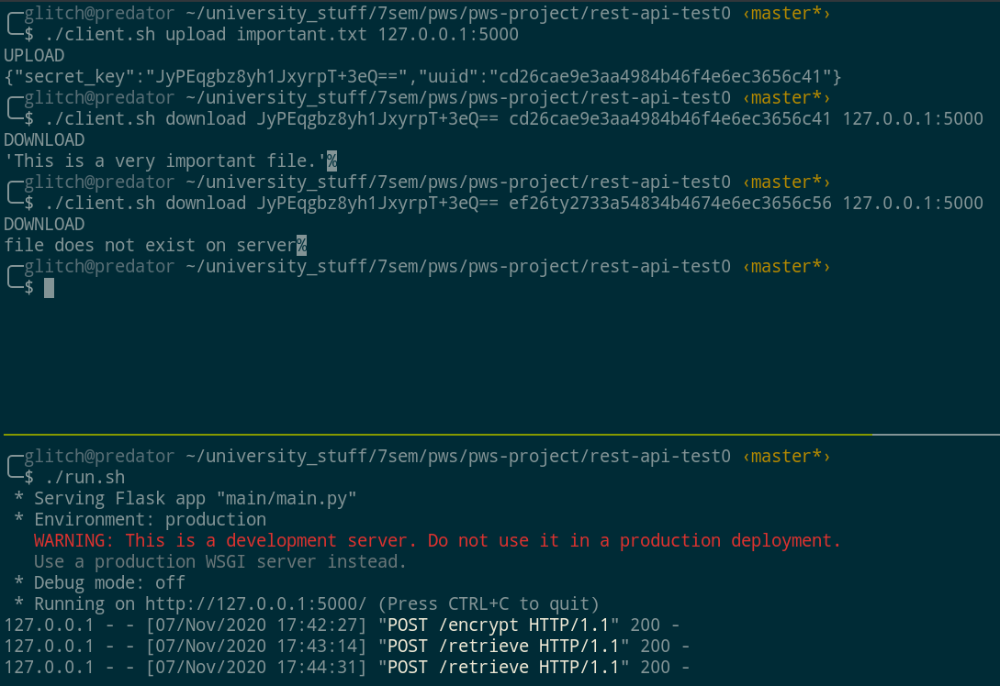 glitch@predator ~/university_stuff/7sem/pws/pws-project/rest-api-test0 ‹master*›
$ ./client.sh upload important.txt 127.0.0.1:5000
UPLOAD
{"secret_key":"JyPEqgbz8yh1JxyrpT+3eQ==","uuid":"cd26cae9e3aa4984b46f4e6ec3656c41"}
glitch@predator ~/university_stuff/7sem/pws/pws-project/rest-api-test0 ‹master*›
$ ./client.sh download JyPEqgbz8yh1JxyrpT+3eQ== cd26cae9e3aa4984b46f4e6ec3656c41 127.0.0.1:5000
DOWNLOAD
'This is a very important file.'%
glitch@predator ~/university_stuff/7sem/pws/pws-project/rest-api-test0 ‹master*›
$ ./client.sh download JyPEqgbz8yh1JxyrpT+3eQ== ef26ty2733a54834b4674e6ec3656c56 127.0.0.1:5000
DOWNLOAD
file does not exist on server%
glitch@predator ~/university_stuff/7sem/pws/pws-project/rest-api-test0 ‹master*›
$
glitch@predator ~/university_stuff/7sem/pws/pws-project/rest-api-test0 ‹master*›
$ ./run.sh
* Serving Flask app "main/main.py"
* Environment: production
WARNING: This is a development server. Do not use it in a production deployment.
Use a production WSGI server instead.
* Debug mode: off
* Running on http://127.0.0.1:5000/ (Press CTRL+C to quit)
127.0.0.1 - - [07/Nov/2020 17:42:27] "POST /encrypt HTTP/1.1" 200 -
127.0.0.1 - - [07/Nov/2020 17:43:14] "POST /retrieve HTTP/1.1" 200 -
127.0.0.1 - - [07/Nov/2020 17:44:31] "POST /retrieve HTTP/1.1" 200 -